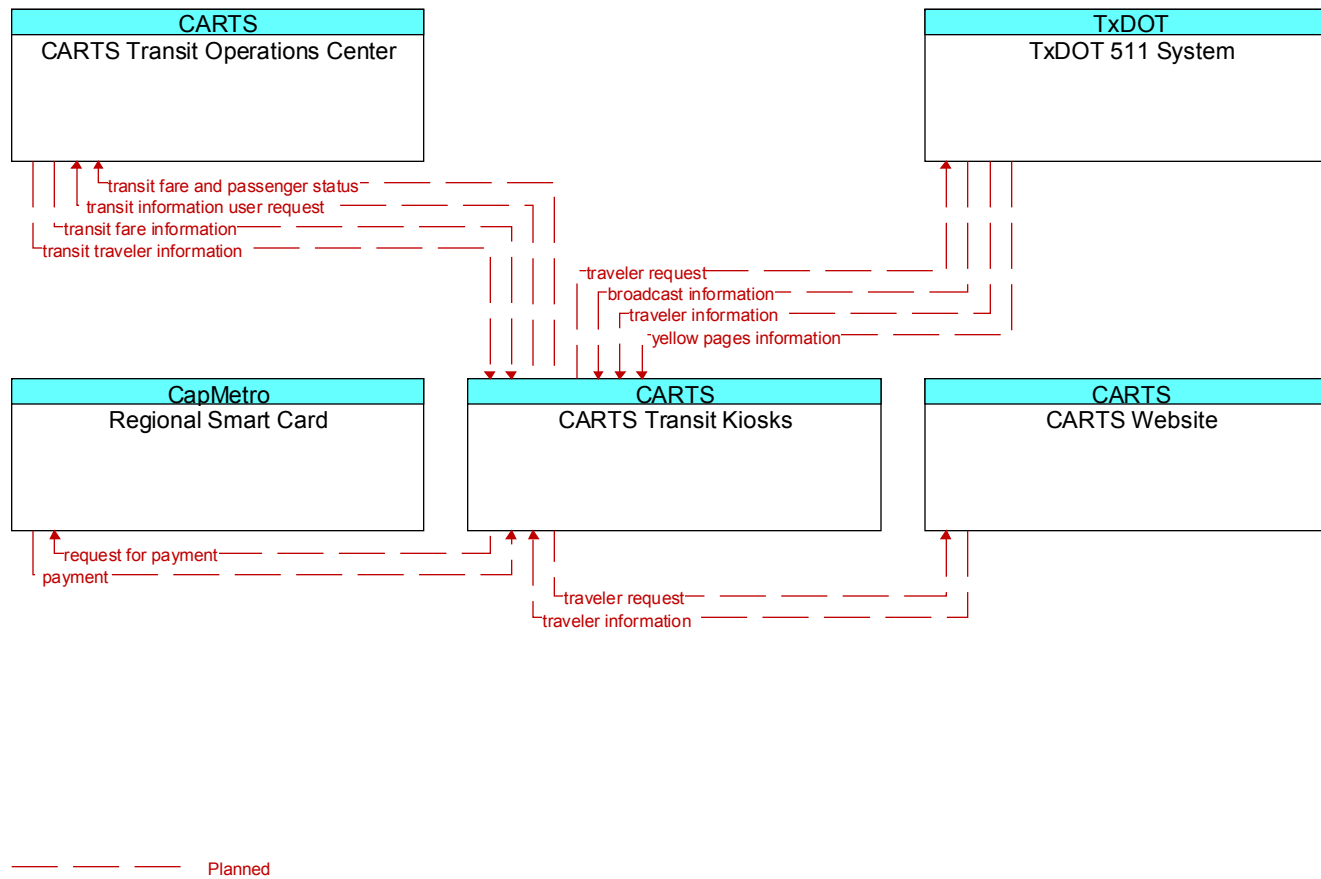 CARTS
CARTS Transit Operations Center
TxDOT
TxDOT 511 System
transit fare and passenger status
transit information user request
transit fare information
transit traveler information
traveler request
broadcast information
traveler information
yellow pages information
CapMetro
Regional Smart Card
CARTS
CARTS Transit Kiosks
CARTS
CARTS Website
request for payment
payment
traveler request
traveler information
Planned